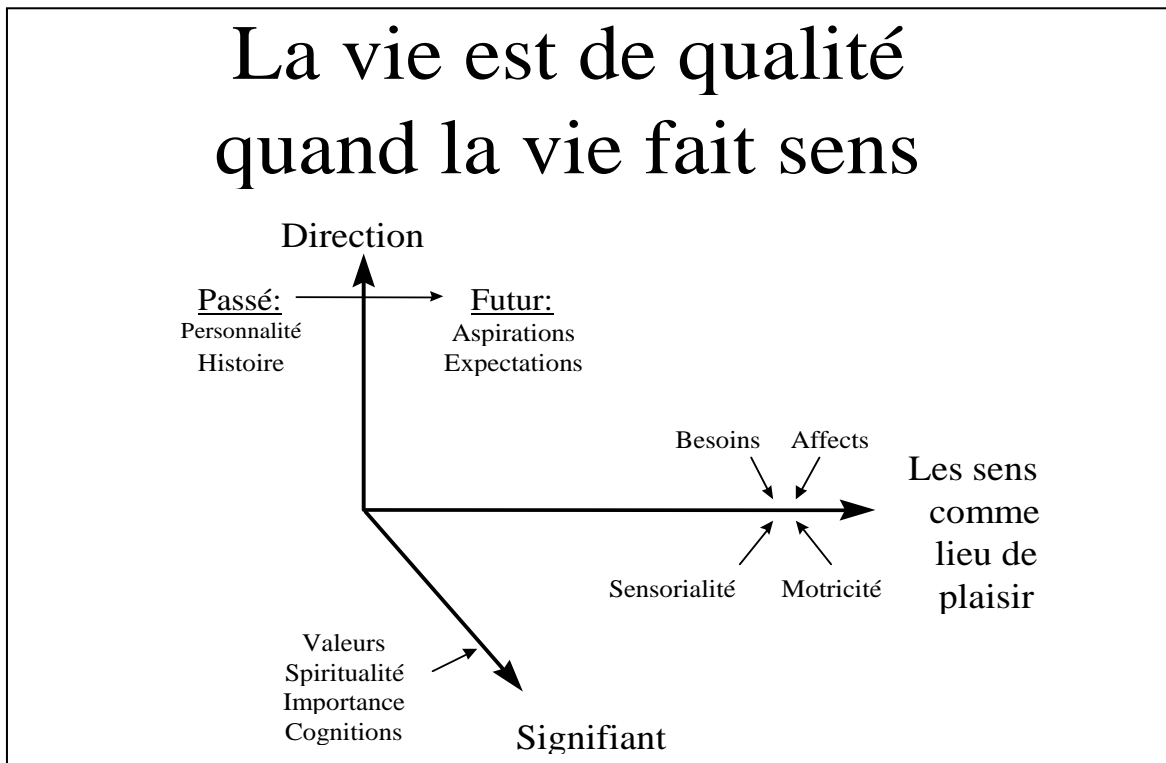 La vie est de qualité
quand la vie fait sens
Direction
Passé:
Personnalité
Histoire
Futur:
Aspirations
Expectations
Besoins
Affects
Les sens
comme
lieu de
plaisir
Sensorialité
Motricité
Valeurs
Spiritualité
Importance
Cognitions
Signifiant